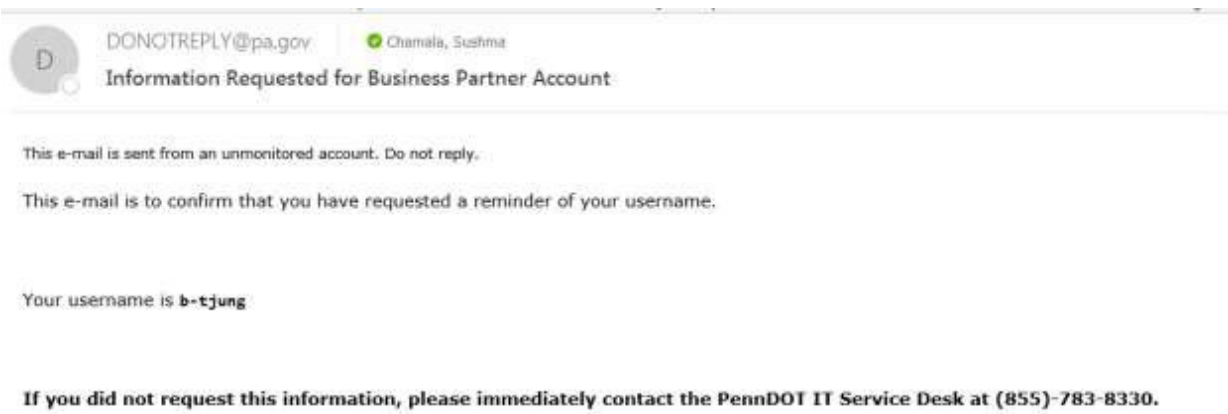 D
DONOTREPLY@pa.gov Chamala, Sushma
Information Requested for Business Partner Account
This e-mail is sent from an unmonitored account. Do not reply.
This e-mail is to confirm that you have requested a reminder of your username.
Your username is b-tjung
If you did not request this information, please immediately contact the PennDOT IT Service Desk at (855)-783-8330.